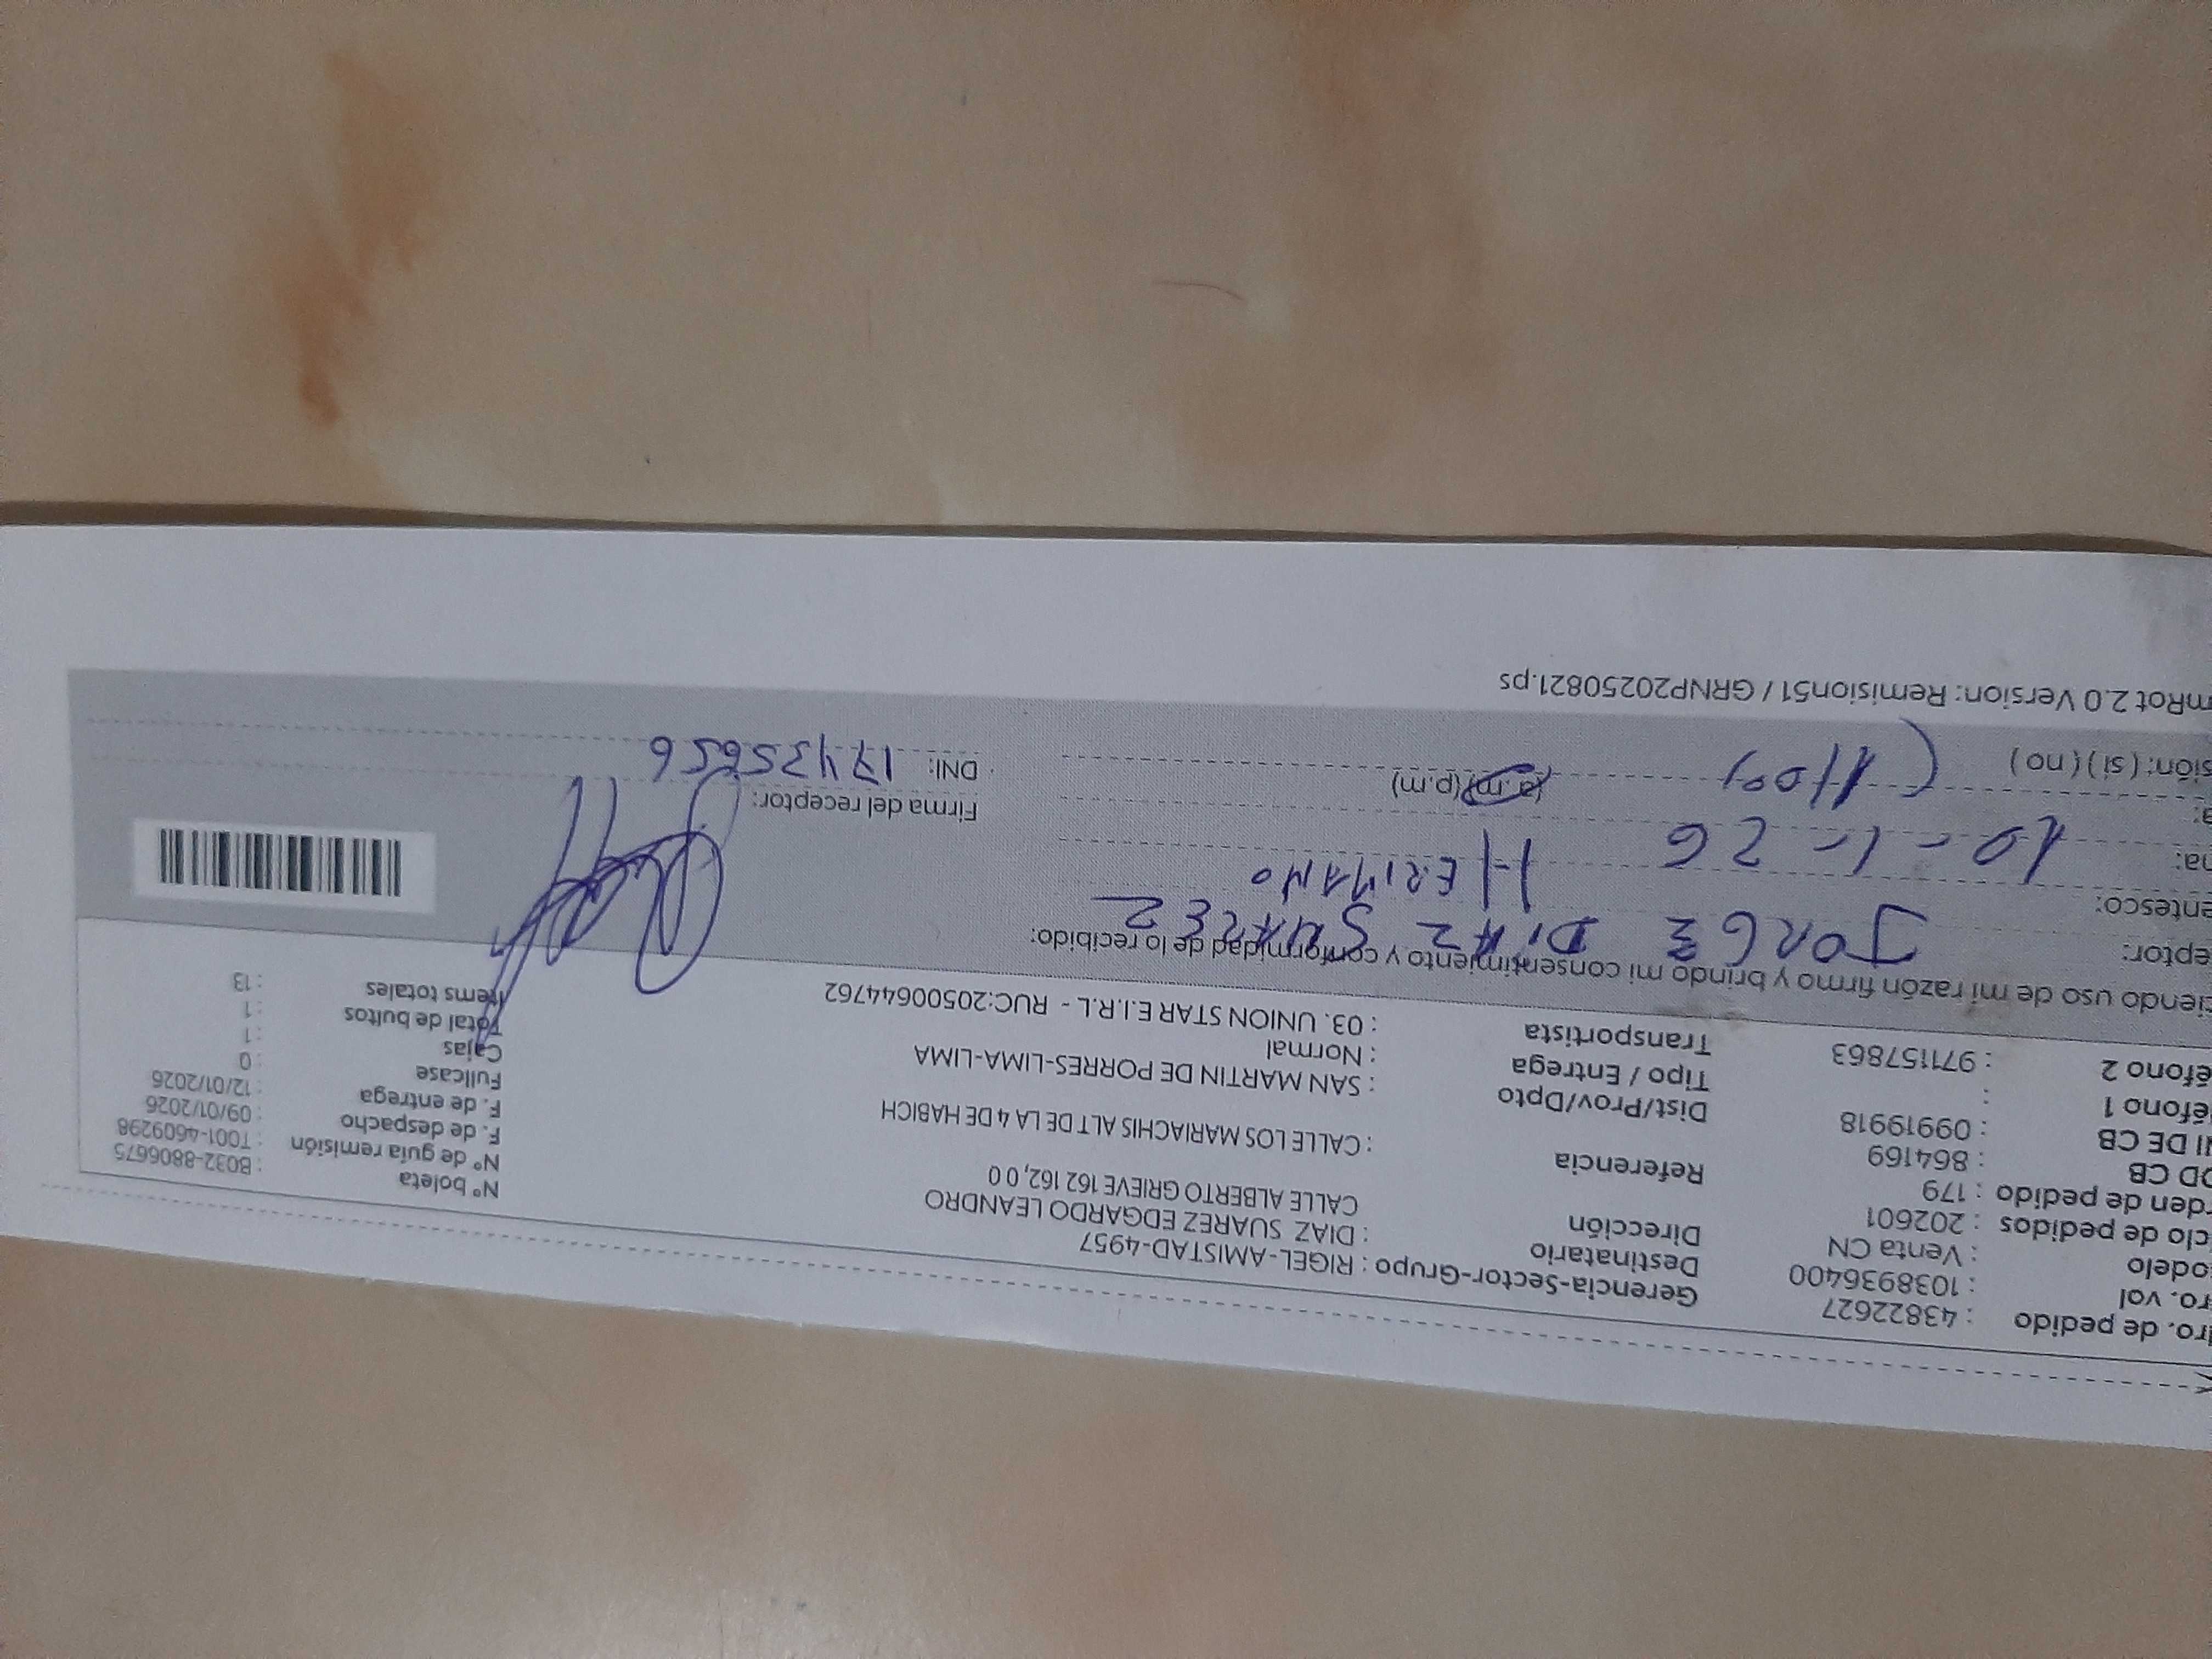 ro. de pedido : 43822627
ro. vol : 1038936400
odelo : Venta CN
clo de pedidos : 202601
den de pedido : 179
OD CB : 864169
NI DE CB : 09919918
léfono 1 :
éfono 2 : 971157863
Gerencia-Sector-Grupo : RIGEL-AMISTAD-4957
Destinatario : DIAZ SUAREZ EDGARDO LEANDRO
Dirección CALLE ALBERTO GRIEVE 162 162, 0 0
Referencia : CALLE LOS MARIACHIS ALT DE LA 4 DE HABICH
Dist/Prov/Dpto : SAN MARTIN DE PORRES-LIMA-LIMA
Tipo / Entrega : Normal
Transportista : 03. UNION STAR E.I.R.L - RUC:20500644762
Nº boleta : B032-8806675
Nº de guía remisión : T001-4609298
F. de despacho : 09/01/2026
F. de entrega : 12/01/2026
Fullcase : 0
Cajas : 1
Total de bultos : 1
Items totales : 13
ciendo uso de mi razón firmo y brindo mi consentimiento y conformidad de lo recibido:
eptor: JORGE DIAZ SUAREZ
entesco: HERMANO
ha: 10-1-26
a: (a.m)(p.m)
Firma del receptor:
sión: (si) ( no )
DNI: 17435656
mRot 2.0 Version: Remision51 / GRNP20250821.ps